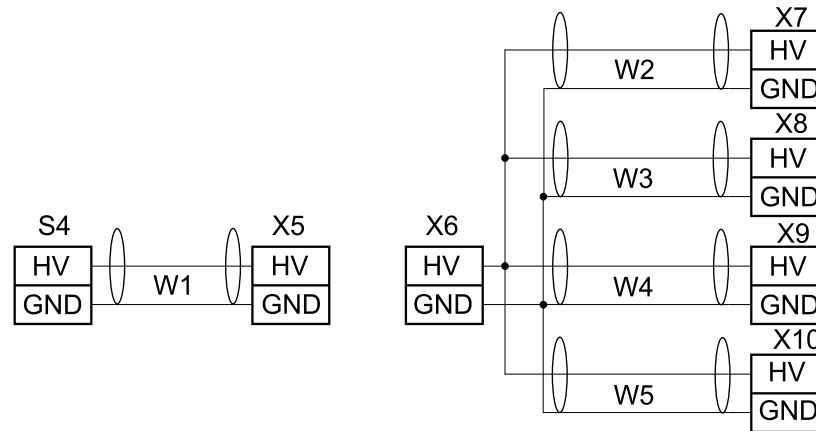 X7
HV
W2
GND
X8
HV
W3
GND
S4
X5
X6
X9
HV
HV
HV
HV
W1
W4
GND
GND
GND
GND
X10
HV
W5
GND